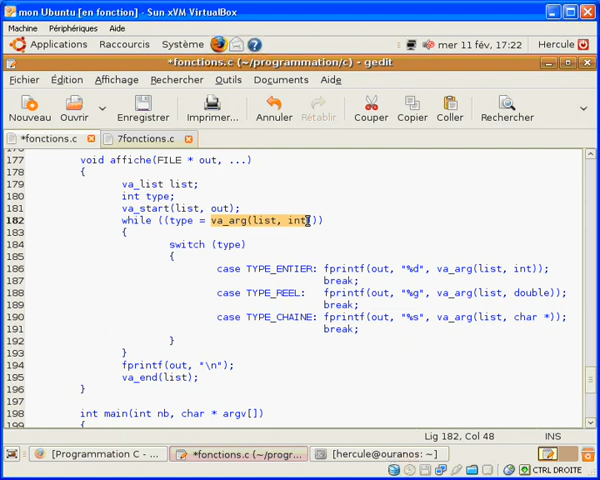 mon Ubuntu [en fonction] - Sun xVM VirtualBox
Machine Périphériques Aide
Applications Raccourcis Système mer 11 fév, 17:22 Hercule
*fonctions.c (~/programmation/c) - gedit
Fichier Édition Affichage Rechercher Outils Documents Aide
Nouveau Ouvrir Enregistrer Imprimer... Annuler Rétablir Couper Copier Coller Rechercher
*fonctions.c 7fonctions.c
176
177 void affiche(FILE * out, ...)
178 {
179 va_list list;
180 int type;
181 va_start(list, out);
182 while ((type = va_arg(list, int)))
183 {
184 switch (type)
185 {
186 case TYPE_ENTIER: fprintf(out, "%d", va_arg(list, int));
187 break;
188 case TYPE_REEL: fprintf(out, "%g", va_arg(list, double));
189 break;
190 case TYPE_CHAINE: fprintf(out, "%s", va_arg(list, char *));
191 break;
192 }
193 }
194 fprintf(out, "\n");
195 va_end(list);
196 }
197
198 int main(int nb, char * argv[])
199 {
Lig 182, Col 48 INS
[Programmation C - ... *fonctions.c (~/progr... [hercule@ouranos: ~]
CTRL DROITE